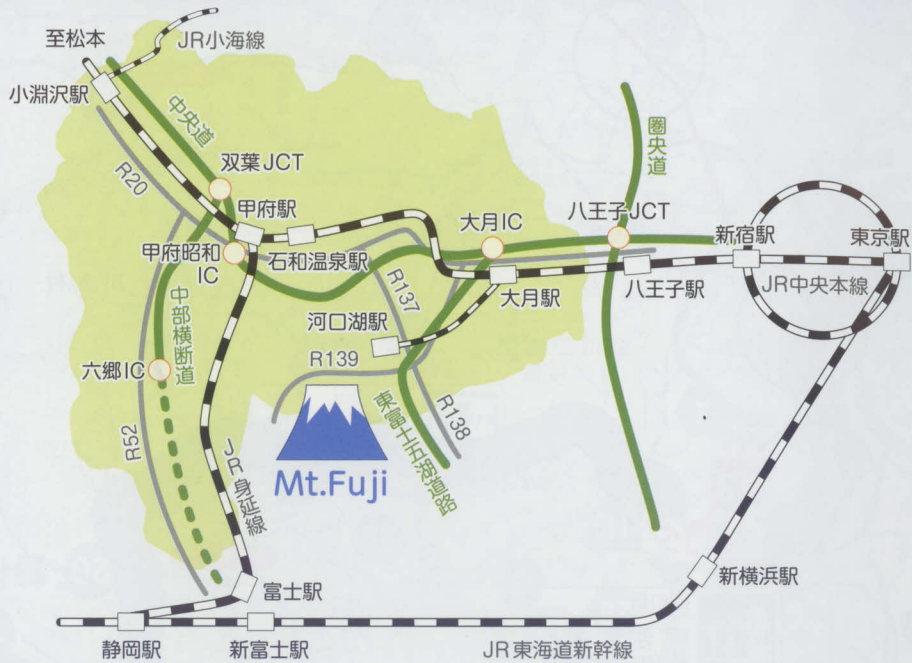 至松本
JR小海線
小淵沢駅
中央道
圏央道
R20
双葉JCT
甲府駅
大月IC
八王子JCT
新宿駅
東京駅
甲府昭和
IC
石和温泉駅
R137
大月駅
八王子駅
JR中央本線
中部横断道
河口湖駅
六郷IC
R139
R52
R138
東富士五湖道路
Mt.Fuji
JR身延線
富士駅
新横浜駅
静岡駅
新富士駅
JR東海道新幹線